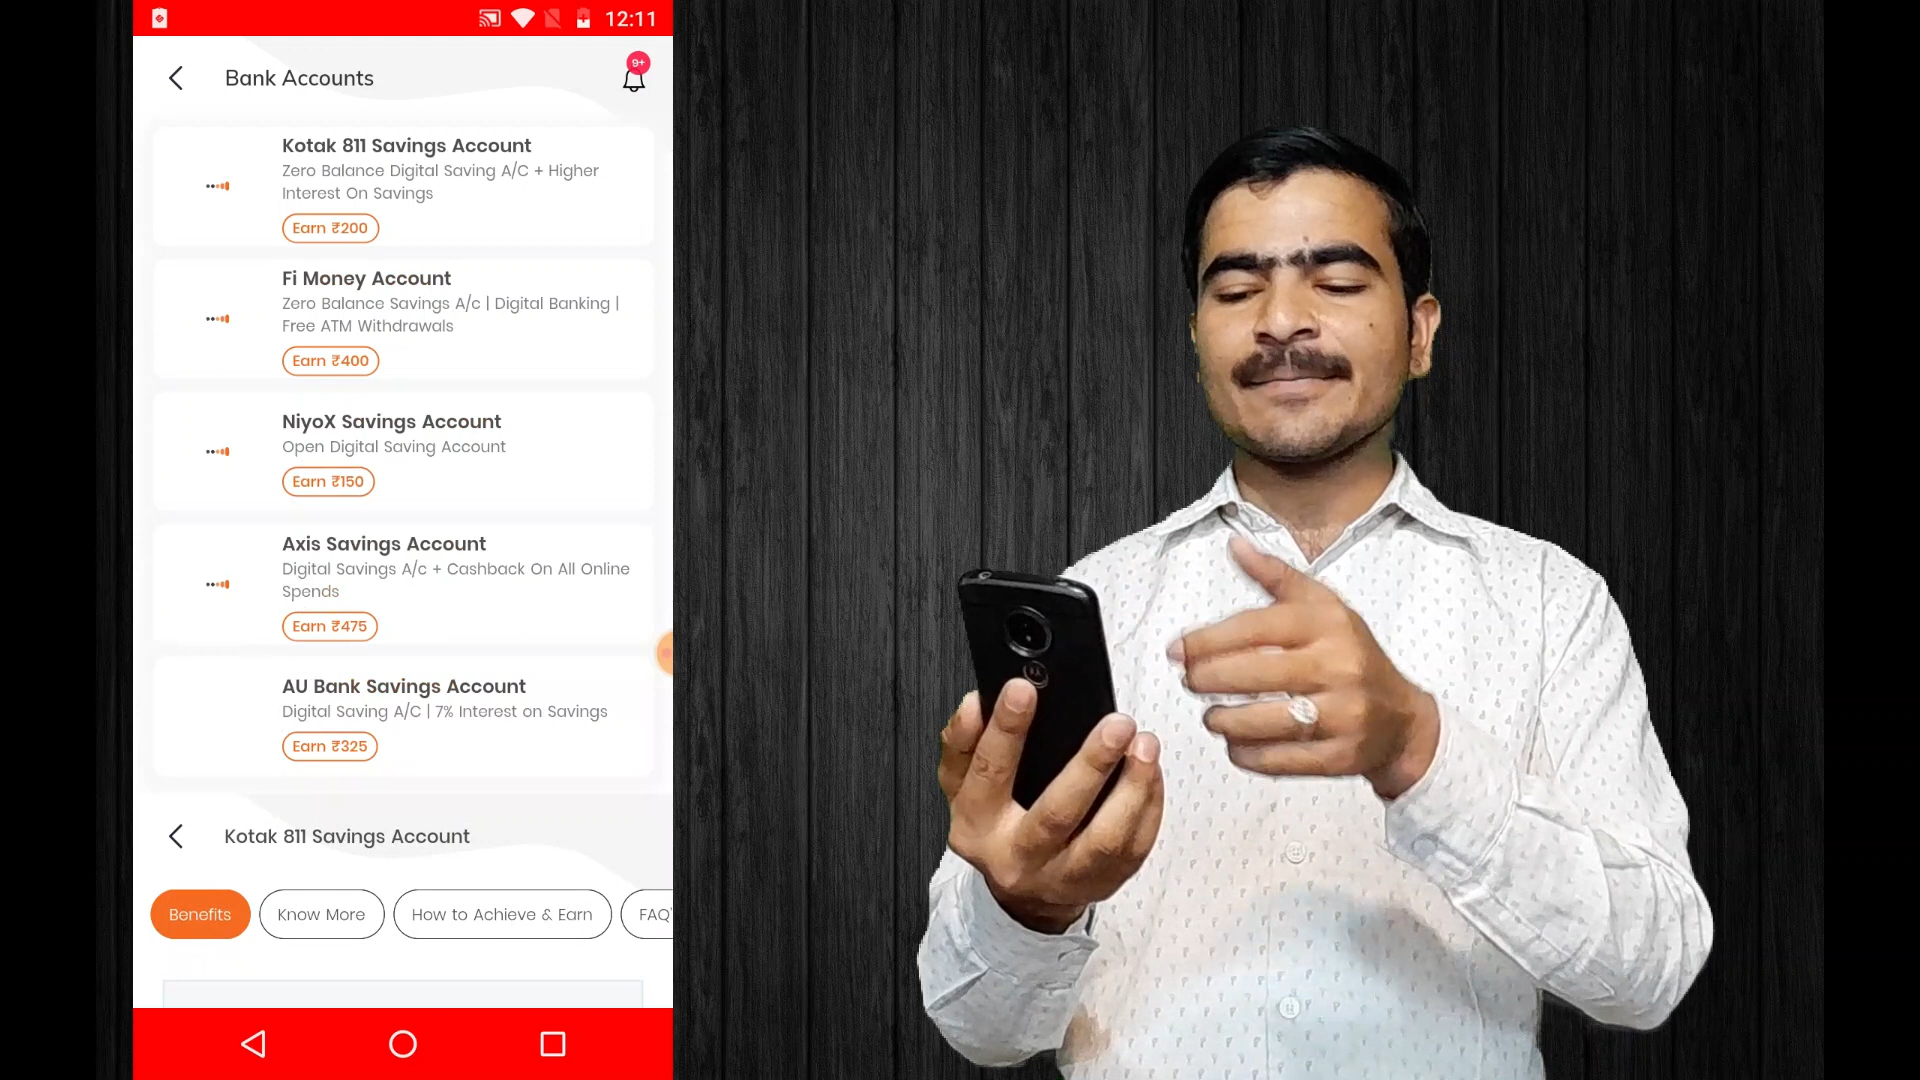 12:11
Bank Accounts
9+
Kotak 811 Savings Account
Zero Balance Digital Saving A/C + Higher
Interest On Savings
Earn ₹200
Fi Money Account
Zero Balance Savings A/c | Digital Banking |
Free ATM Withdrawals
Earn ₹400
NiyoX Savings Account
Open Digital Saving Account
Earn ₹150
Axis Savings Account
Digital Savings A/c + Cashback On All Online
Spends
Earn ₹475
AU Bank Savings Account
Digital Saving A/C | 7% Interest on Savings
Earn ₹325
Kotak 811 Savings Account
Benefits
Know More
How to Achieve & Earn
FAQ'